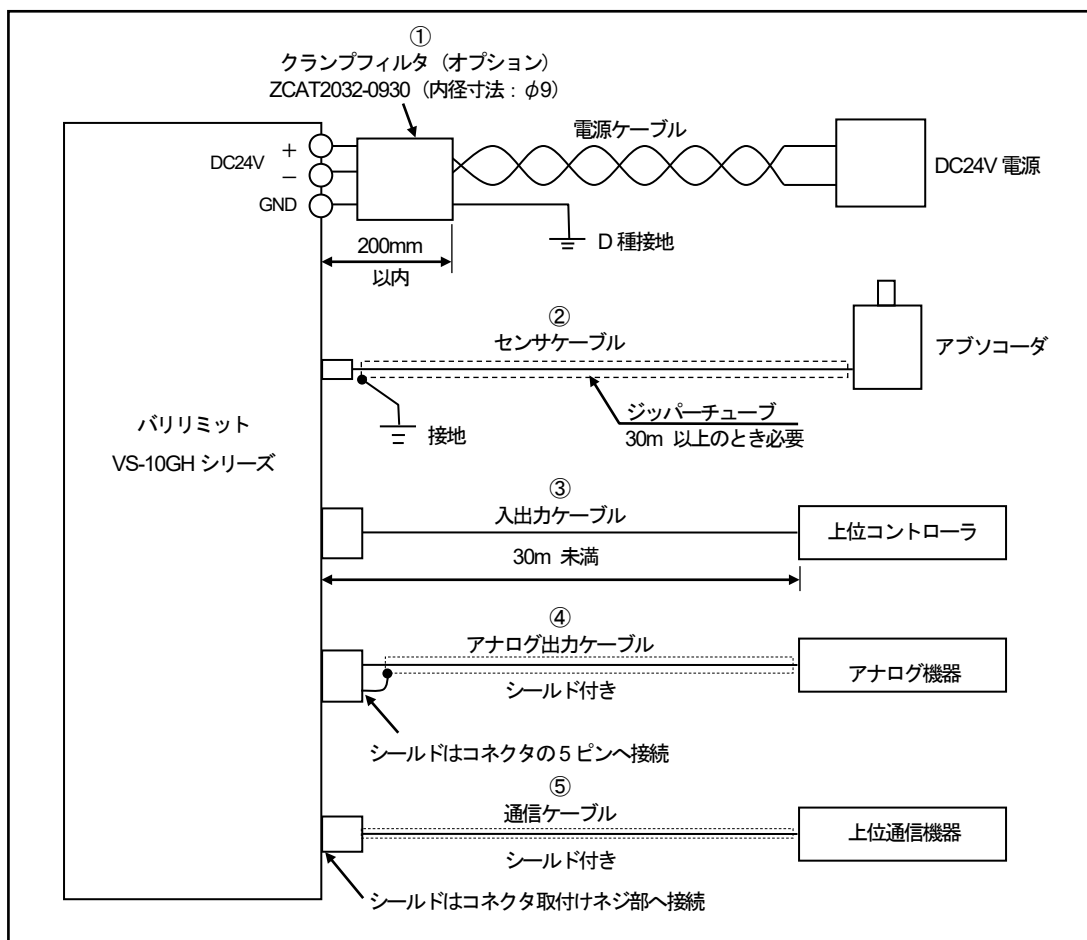 ①
クランプフィルタ（オプション）
ZCAT2032-0930（内径寸法：φ9）
電源ケーブル
DC24V
＋
－
GND
DC24V 電源
D 種接地
200mm
以内
②
センサケーブル
アブソコーダ
接地
ジッパーチューブ
30m 以上のとき必要
バリリミット
VS-10GH シリーズ
③
入出力ケーブル
30m 未満
上位コントローラ
④
アナログ出力ケーブル
シールド付き
アナログ機器
シールドはコネクタの 5 ピンへ接続
⑤
通信ケーブル
シールド付き
上位通信機器
シールドはコネクタ取付けネジ部へ接続